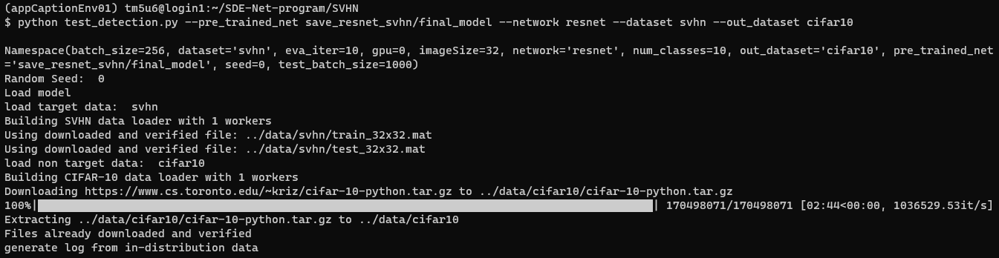 (appCaptionEnv01) tm5u6@login1:~/SDE-Net-program/SVHN
$ python test_detection.py --pre_trained_net save_resnet_svhn/final_model --network resnet --dataset svhn --out_dataset cifar10
Namespace(batch_size=256, dataset='svhn', eva_iter=10, gpu=0, imageSize=32, network='resnet', num_classes=10, out_dataset='cifar10', pre_trained_net
='save_resnet_svhn/final_model', seed=0, test_batch_size=1000)
Random Seed:  0
Load model
load target data:  svhn
Building SVHN data loader with 1 workers
Using downloaded and verified file: ../data/svhn/train_32x32.mat
Using downloaded and verified file: ../data/svhn/test_32x32.mat
load non target data:  cifar10
Building CIFAR-10 data loader with 1 workers
Downloading https://www.cs.toronto.edu/~kriz/cifar-10-python.tar.gz to ../data/cifar10/cifar-10-python.tar.gz
100%|| 170498071/170498071 [02:44<00:00, 1036529.53it/s]
Extracting ../data/cifar10/cifar-10-python.tar.gz to ../data/cifar10
Files already downloaded and verified
generate log from in-distribution data